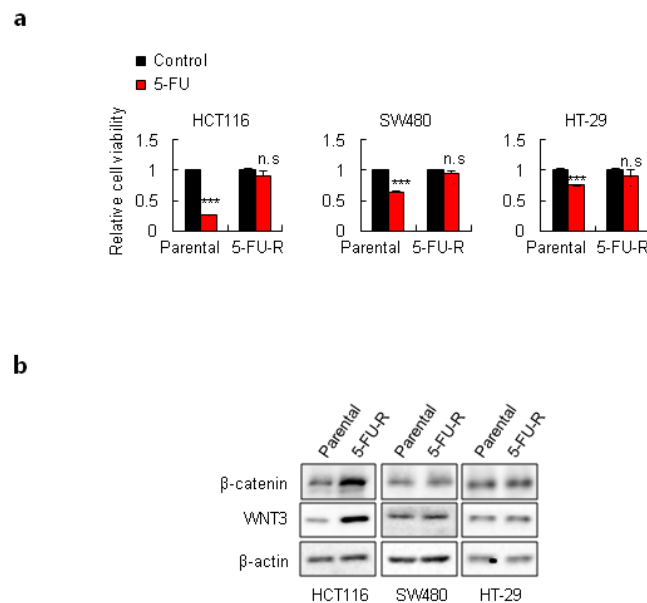 a
Control
5-FU
HCT116
SW480
HT-29
Relative cell viability
1.5
1
0.5
0
***
n.s
Parental 5-FU-R
1.5
1
0.5
0
***
n.s
Parental 5-FU-R
1.5
1
0.5
0
***
n.s
Parental 5-FU-R
b
Parental 5-FU-R Parental 5-FU-R Parental 5-FU-R
β-catenin
WNT3
β-actin
HCT116 SW480 HT-29